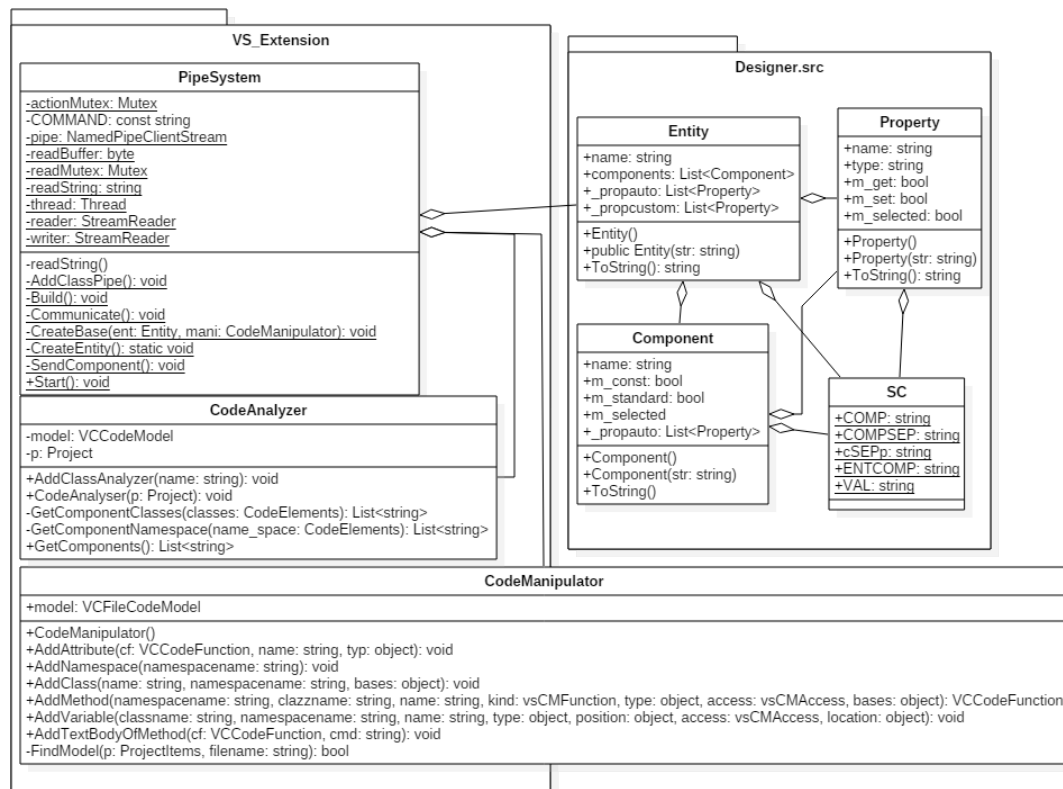 VS_Extension
PipeSystem
-actionMutex: Mutex
-COMMAND: const string
-pipe: NamedPipeClientStream
-readBuffer: byte
-readMutex: Mutex
-readString: string
-thread: Thread
-reader: StreamReader
-writer: StreamReader
-readString()
-AddClassPipe(): void
-Build(): void
-Communicate(): void
-CreateBase(ent: Entity, mani: CodeManipulator): void
-CreateEntity(): static void
-SendComponent(): void
+Start(): void
CodeAnalyzer
-model: VCCodeModel
-p: Project
+AddClassAnalyzer(name: string): void
+CodeAnalyser(p: Project): void
-GetComponentClasses(classes: CodeElements): List<string>
-GetComponentNamespace(name_space: CodeElements): List<string>
+GetComponents(): List<string>
CodeManipulator
+model: VCFileCodeModel
+CodeManipulator()
+AddAttribute(cf: VCCodeFunction, name: string, typ: object): void
+AddNamespace(namespacename: string): void
+AddClass(name: string, namespacename: string, bases: object): void
+AddMethod(namespacename: string, clazzname: string, name: string, kind: vsCMFunction, type: object, access: vsCMAccess, bases: object): VCCodeFunction
+AddVariable(classname: string, namespacename: string, name: string, type: object, position: object, access: vsCMAccess, location: object): void
+AddTextBodyOfMethod(cf: VCCodeFunction, cmd: string): void
-FindModel(p: ProjectItems, filename: string): bool
Designer.src
Entity
+name: string
+components: List<Component>
+_propauto: List<Property>
+_propcustom: List<Property>
+Entity()
+public Entity(str: string)
+ToString(): string
Property
+name: string
+type: string
+m_get: bool
+m_set: bool
+m_selected: bool
+Property()
+Property(str: string)
+ToString(): string
Component
+name: string
+m_const: bool
+m_standard: bool
+m_selected
+_propauto: List<Property>
+Component()
+Component(str: string)
+ToString()
SC
+COMP: string
+COMPSEP: string
+cSEPp: string
+ENTCOMP: string
+VAL: string